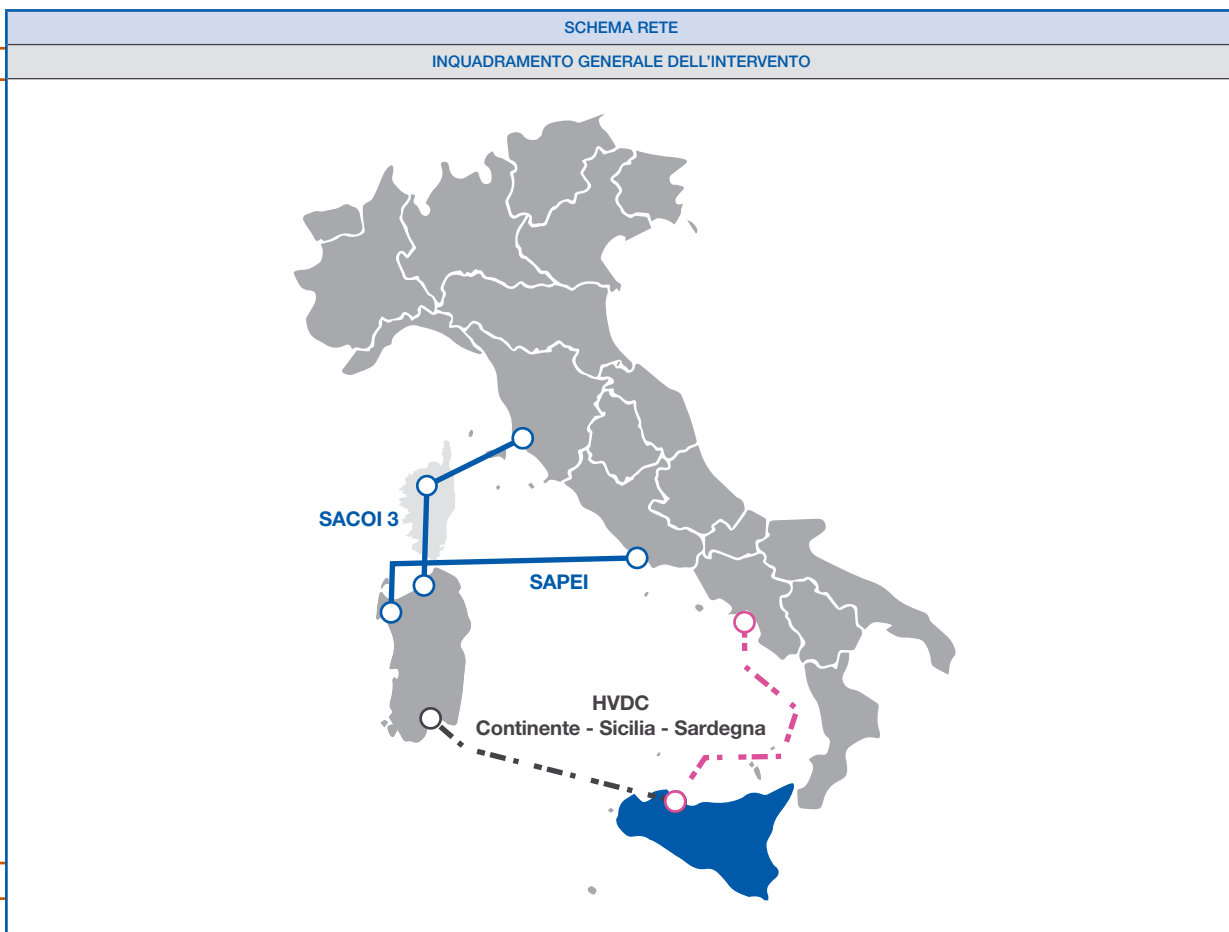 SCHEMA RETE
INQUADRAMENTO GENERALE DELL'INTERVENTO
SACOI 3
SAPEI
HVDC
Continente - Sicilia - Sardegna